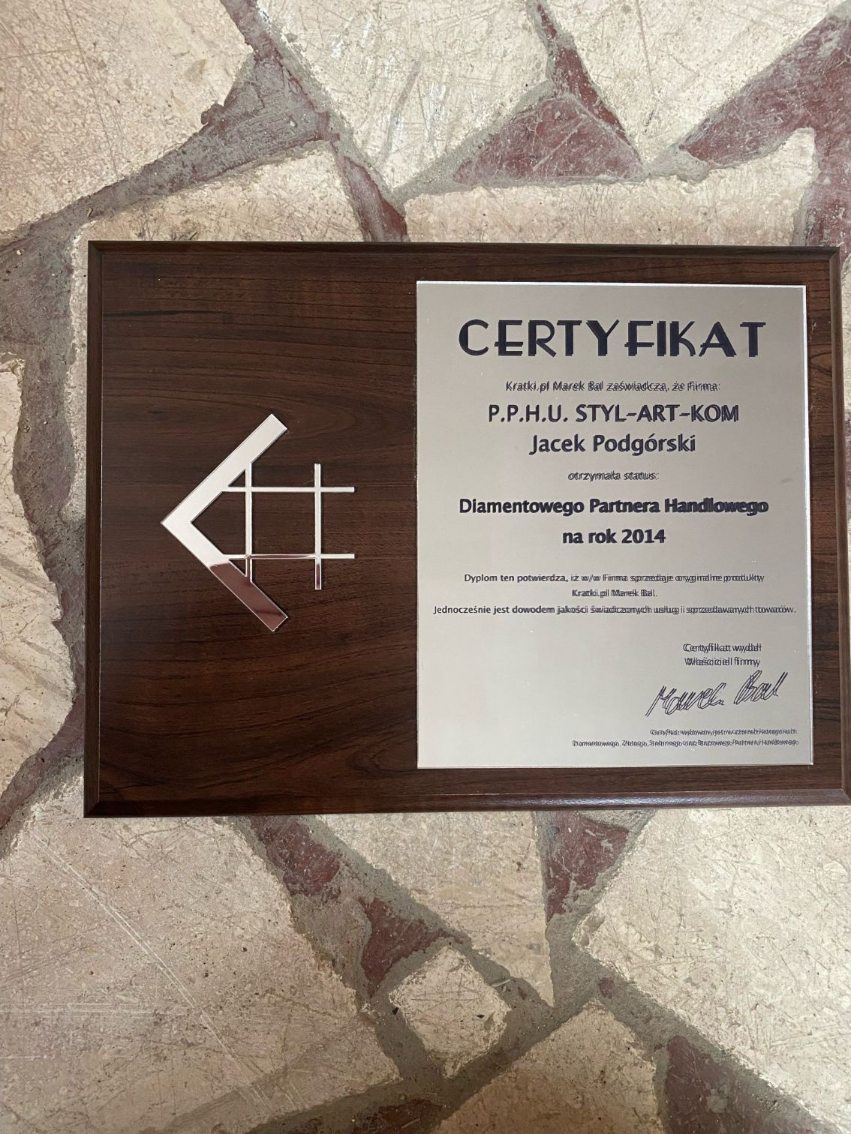 CERTYFIKAT
Kratki.pl Marek Bal zaświadcza, że Firma:
P.P.H.U. STYL-ART-KOM
Jacek Podgórski
otrzymała status:
Diamentowego Partnera Handlowego
na rok 2014
Dyplom ten potwierdza, iż w/w Firma sprzedaje oryginalne produkty
Kratki.pl Marek Bal.
Jednocześnie jest dowodem jakości świadczonych usług i sprzedawanych towarów.
Certyfikat wydał
Właściciel firmy
Marek Bal
Certyfikat wydawany jest w czterech kategoriach:
Diamentowego, Złotego, Srebrnego oraz Brązowego Partnera Handlowego